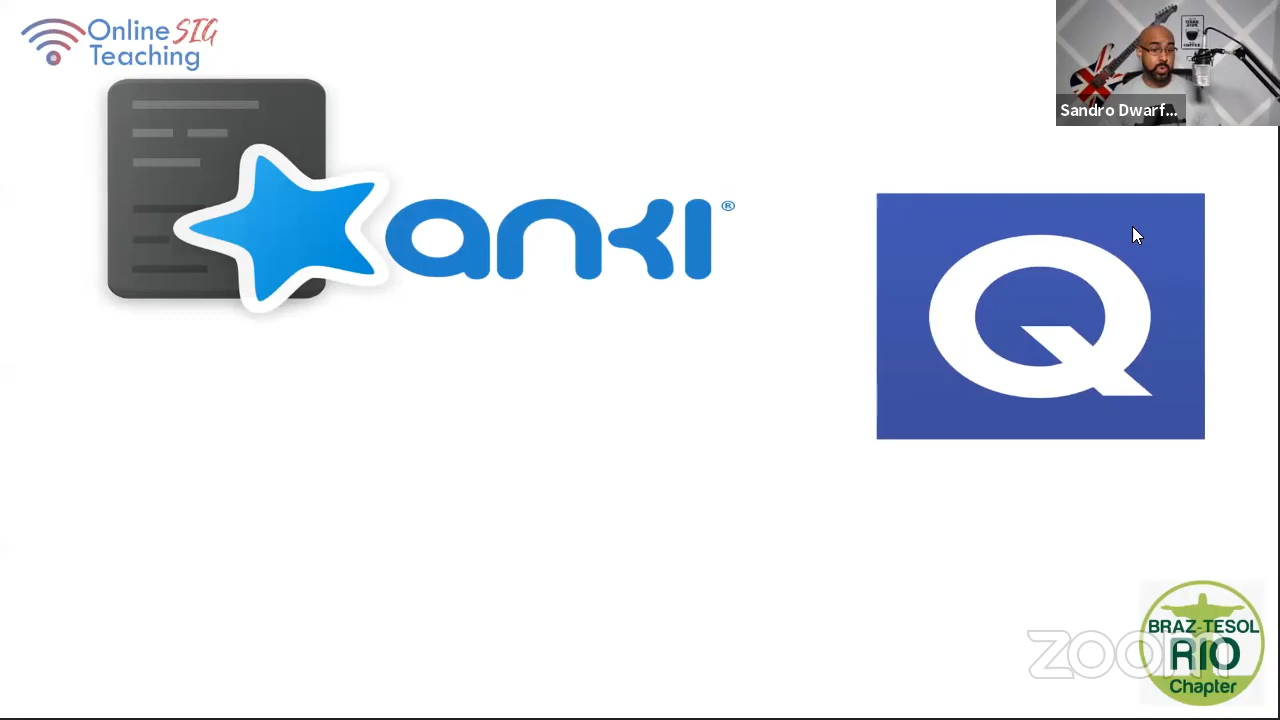 Online SIG
Teaching
Sandro Dwarf...
anki®
Q
BRAZ-TESOL
RIO
Chapter
zoom